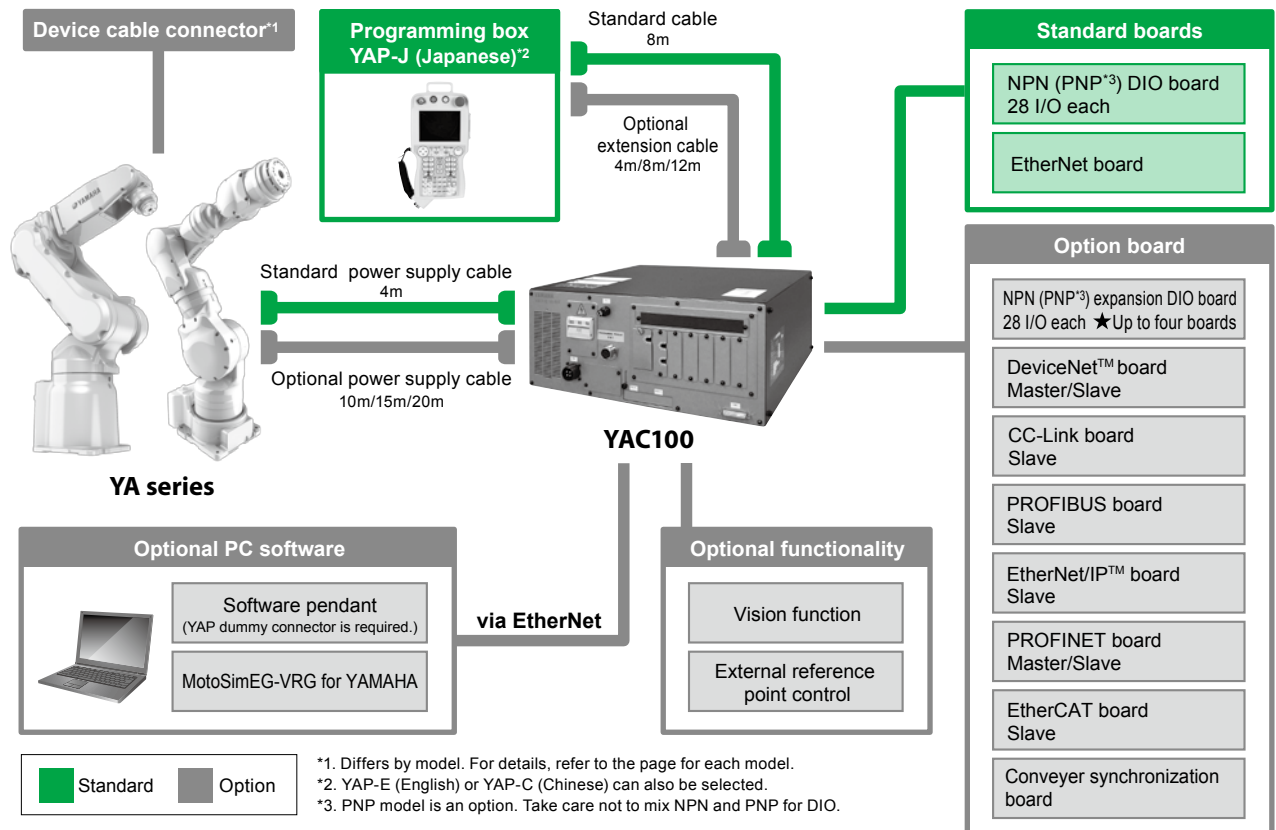 Device cable connector*1
Programming box
YAP-J (Japanese)*2
Standard cable
8m
Optional
extension cable
4m/8m/12m
YAMAHA
Standard power supply cable
4m
Optional power supply cable
10m/15m/20m
YA series
YAC100
Standard boards
NPN (PNP*3) DIO board
28 I/O each
EtherNet board
Option board
NPN (PNP*3) expansion DIO board
28 I/O each ★Up to four boards
DeviceNet™ board
Master/Slave
CC-Link board
Slave
PROFIBUS board
Slave
EtherNet/IP™ board
Slave
PROFINET board
Master/Slave
EtherCAT board
Slave
Conveyer synchronization
board
Optional PC software
Software pendant
(YAP dummy connector is required.)
MotoSimEG-VRG for YAMAHA
via EtherNet
Optional functionality
Vision function
External reference
point control
Standard
Option
*1. Differs by model. For details, refer to the page for each model.
*2. YAP-E (English) or YAP-C (Chinese) can also be selected.
*3. PNP model is an option. Take care not to mix NPN and PNP for DIO.